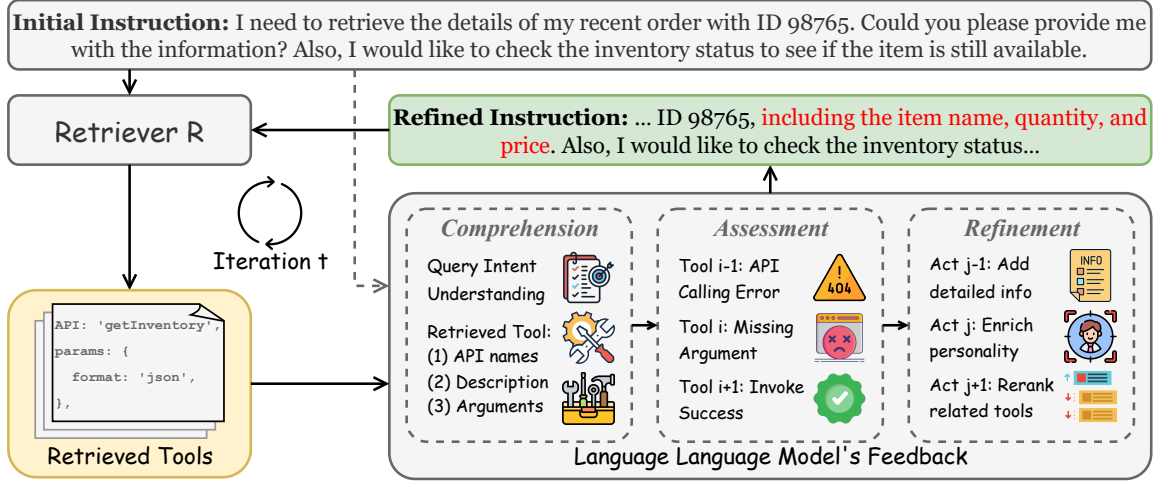 Initial Instruction: I need to retrieve the details of my recent order with ID 98765. Could you please provide me
with the information? Also, I would like to check the inventory status to see if the item is still available.
Retriever R
Refined Instruction: ... ID 98765, including the item name, quantity, and
price. Also, I would like to check the inventory status...
Iteration t
API: 'getInventory',
params: {
format: 'json',
},
Retrieved Tools
Comprehension
Query Intent
Understanding
Retrieved Tool:
(1) API names
(2) Description
(3) Arguments
Assessment
Tool i-1: API
Calling Error
404
Tool i: Missing
Argument
Tool i+1: Invoke
Success
Refinement
Act j-1: Add
detailed info
INFO
Act j: Enrich
personality
Act j+1: Rerank
related tools
Language Language Model's Feedback